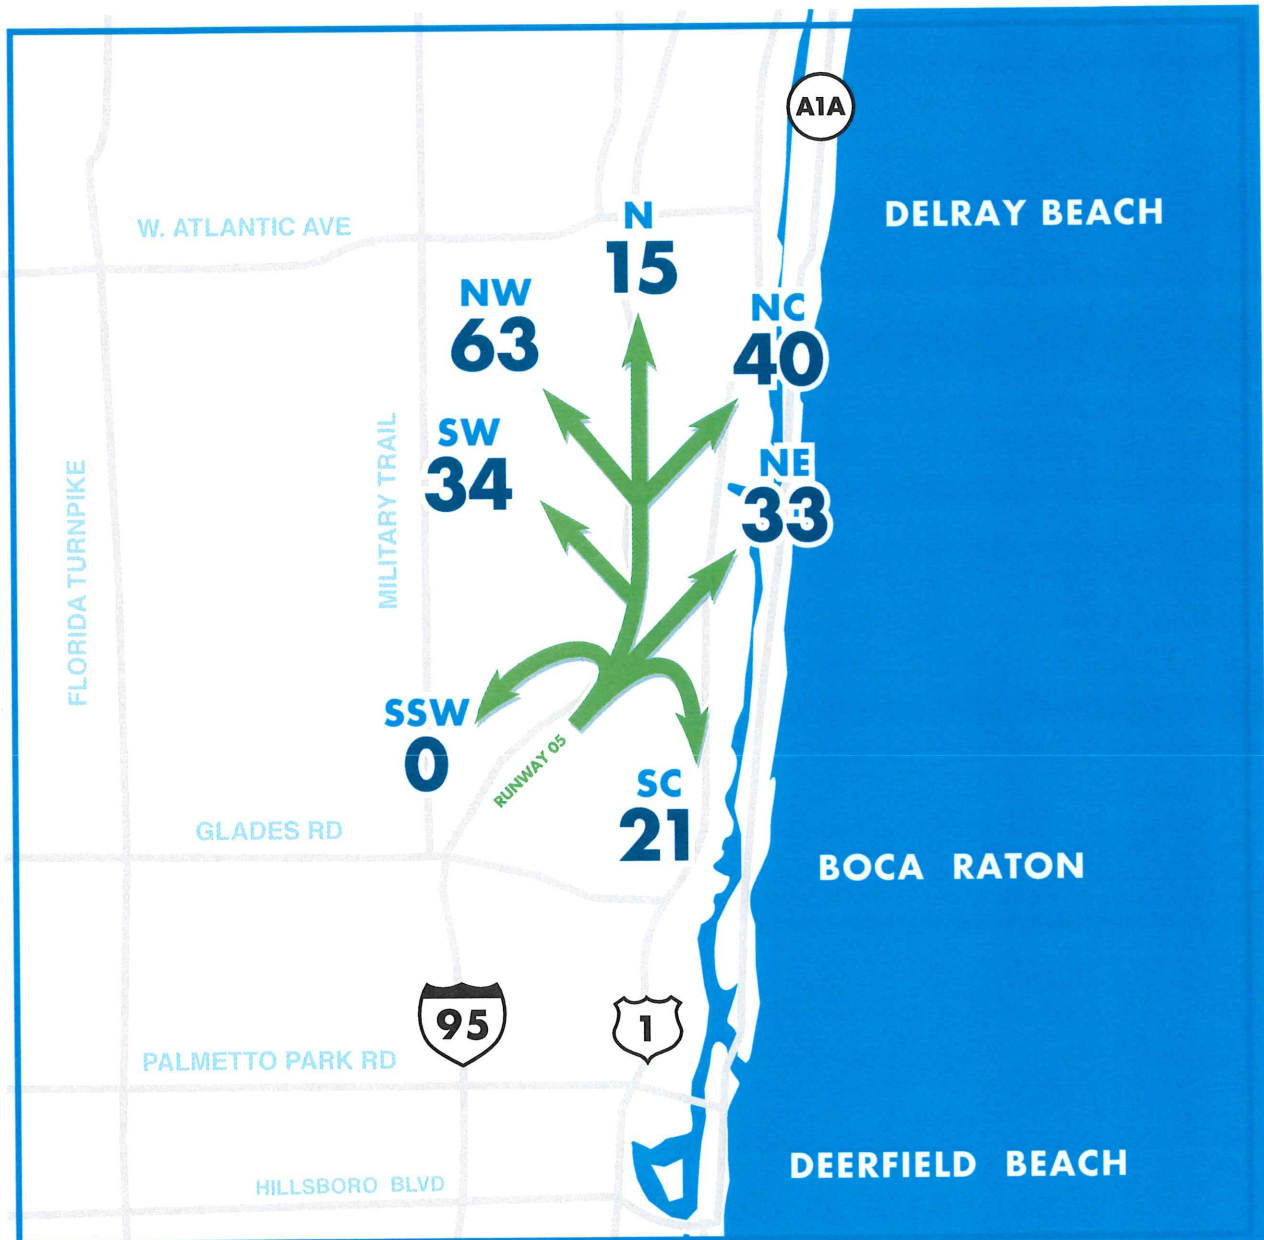 A1A
DELRAY BEACH
W. ATLANTIC AVE
N
15
NW
63
NC
40
SW
34
NE
33
FLORIDA TURNPIKE
MILITARY TRAIL
SSW
0
RUNWAY 05
SC
21
GLADES RD
BOCA RATON
95
1
PALMETTO PARK RD
DEERFIELD BEACH
HILLSBORO BLVD